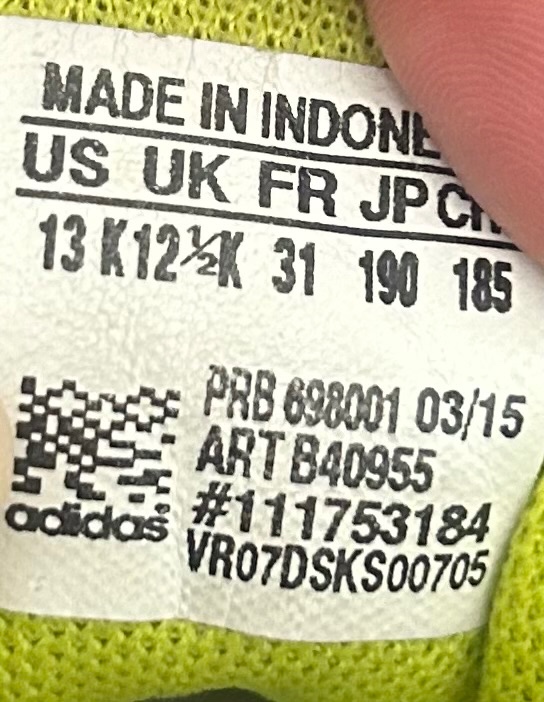 MADE IN INDONE
US UK FR JP CH
13 K 12½K 31 190 185
PRB 698001 03/15
ART B40955
#111753184
VR07DSKS00705
adidas